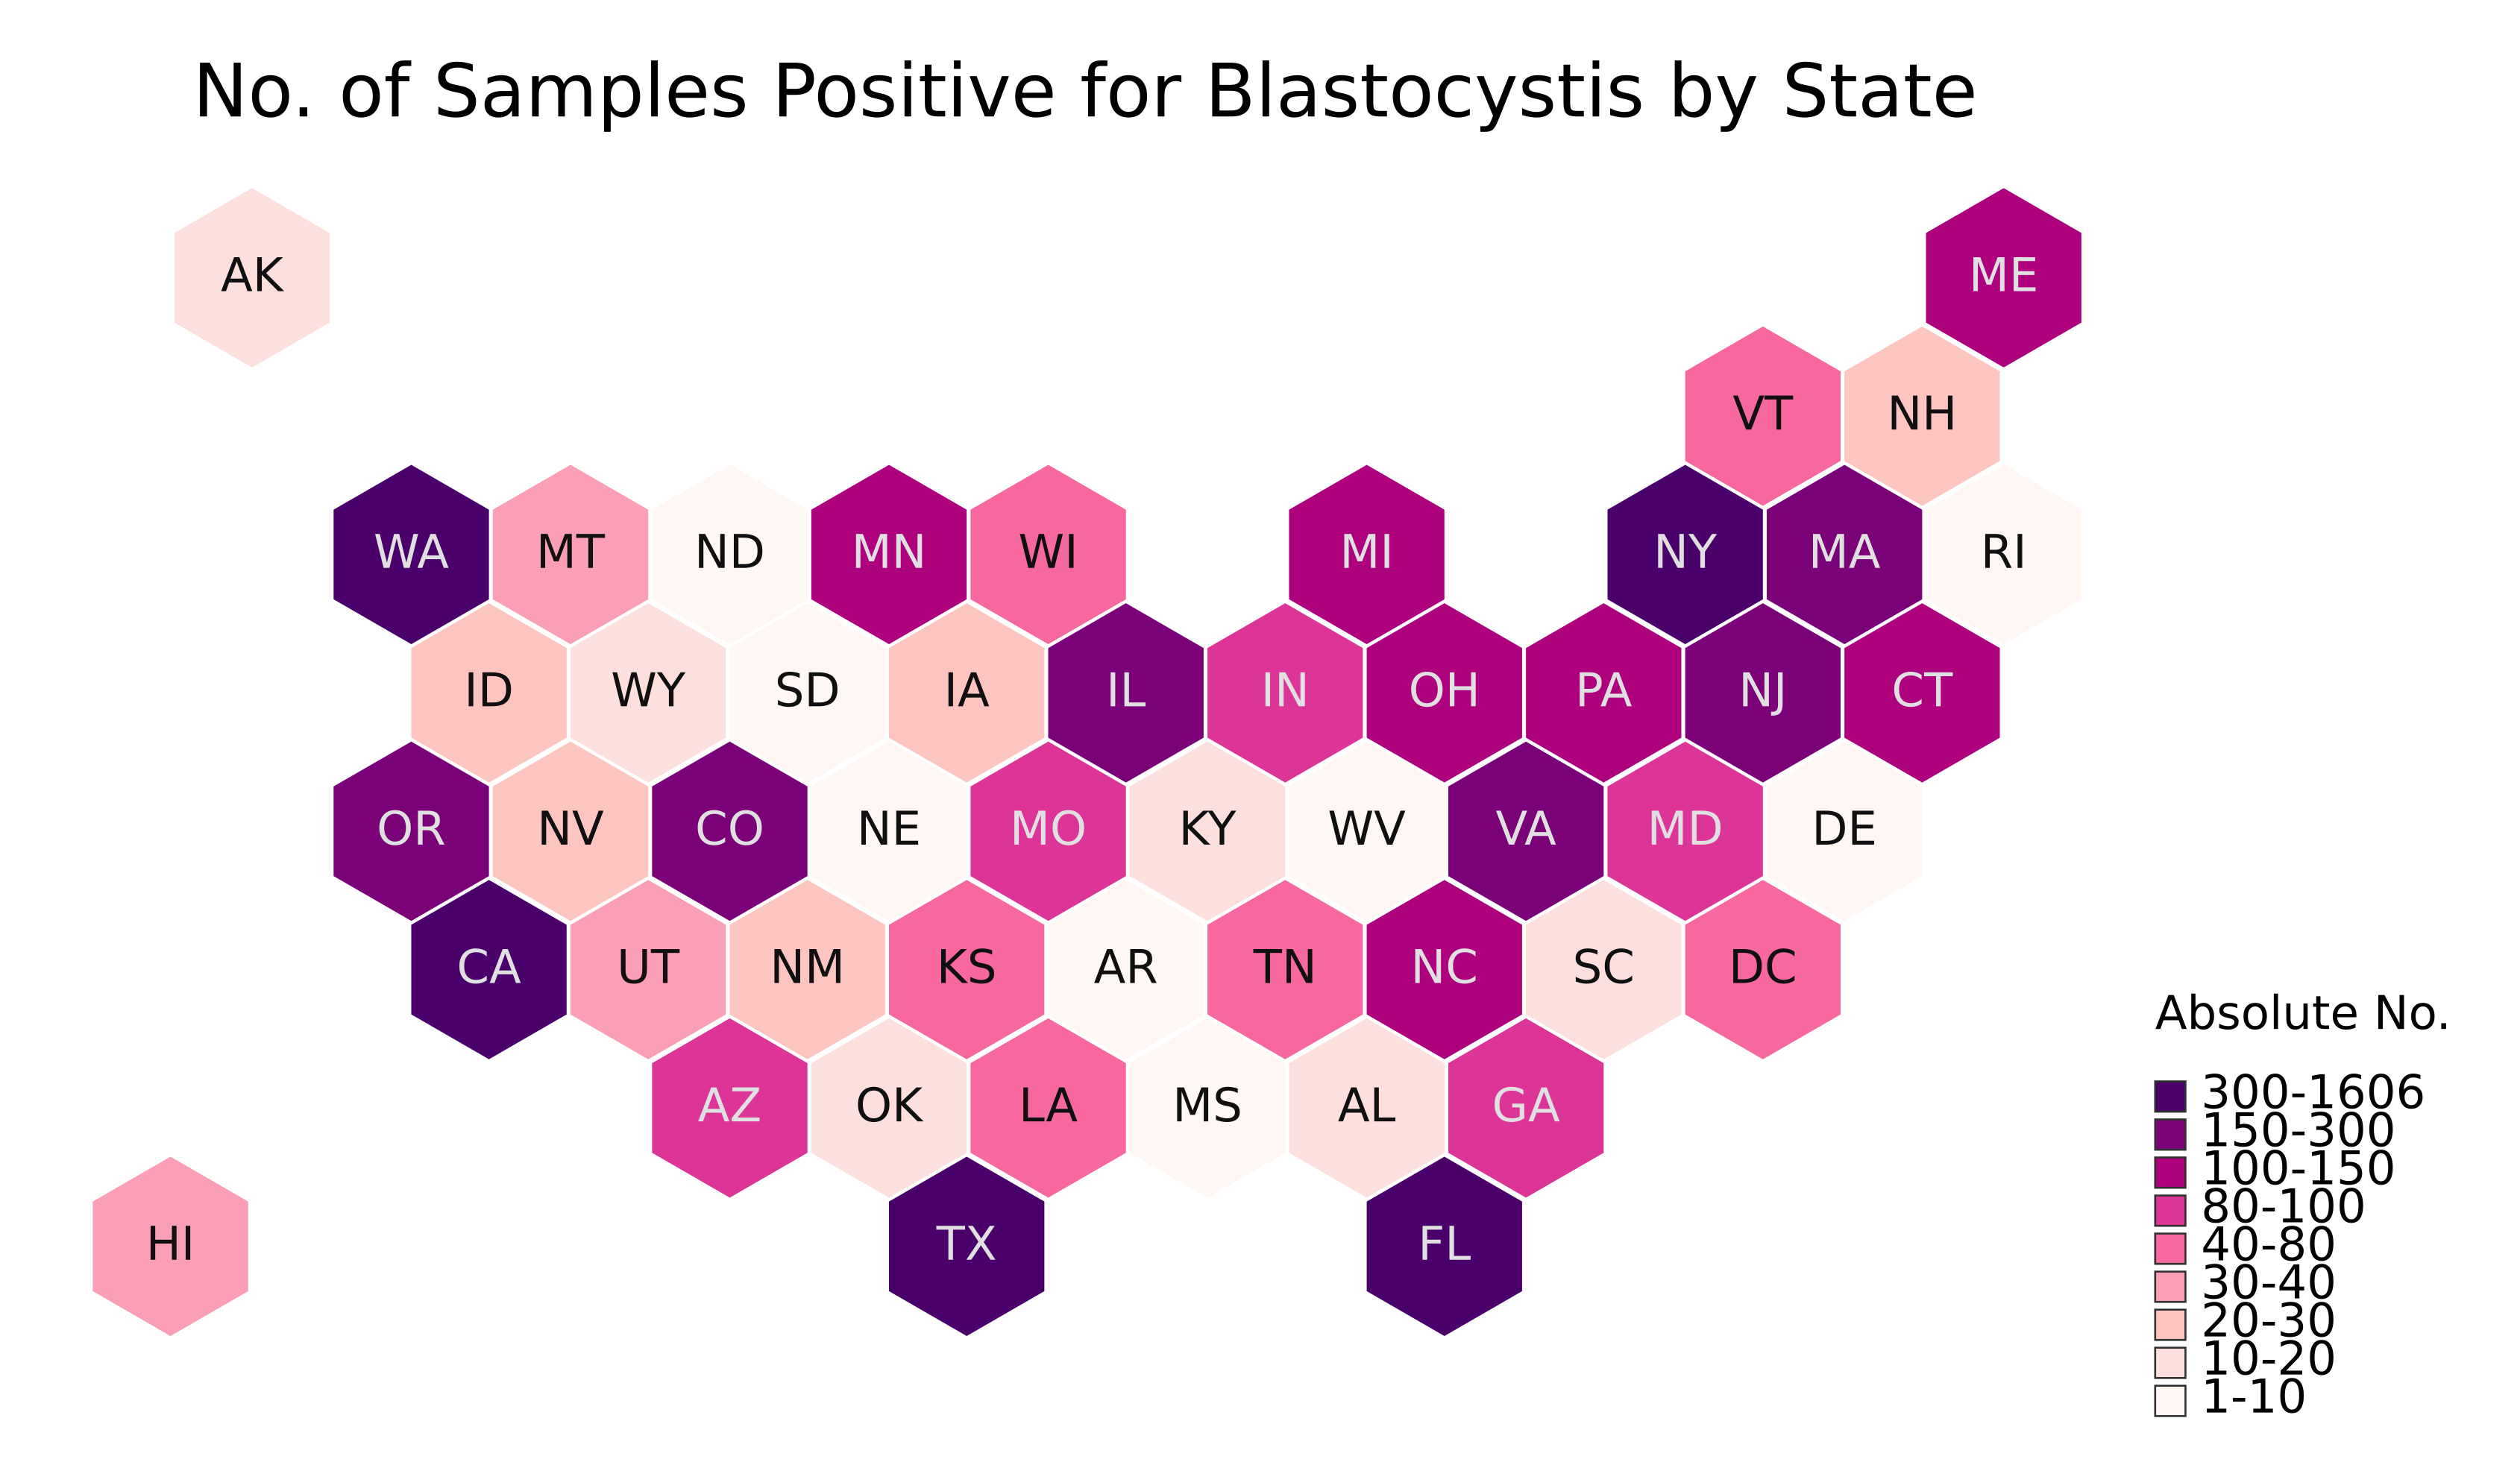 No. of Samples Positive for Blastocystis by State
AK
ME
VT NH
WA MT ND MN WI MI NY MA RI
ID WY SD IA IL IN OH PA NJ CT
OR NV CO NE MO KY WV VA MD DE
CA UT NM KS AR TN NC SC DC
AZ OK LA MS AL GA
HI TX FL
Absolute No.
300-1606
150-300
100-150
80-100
40-80
30-40
20-30
10-20
1-10